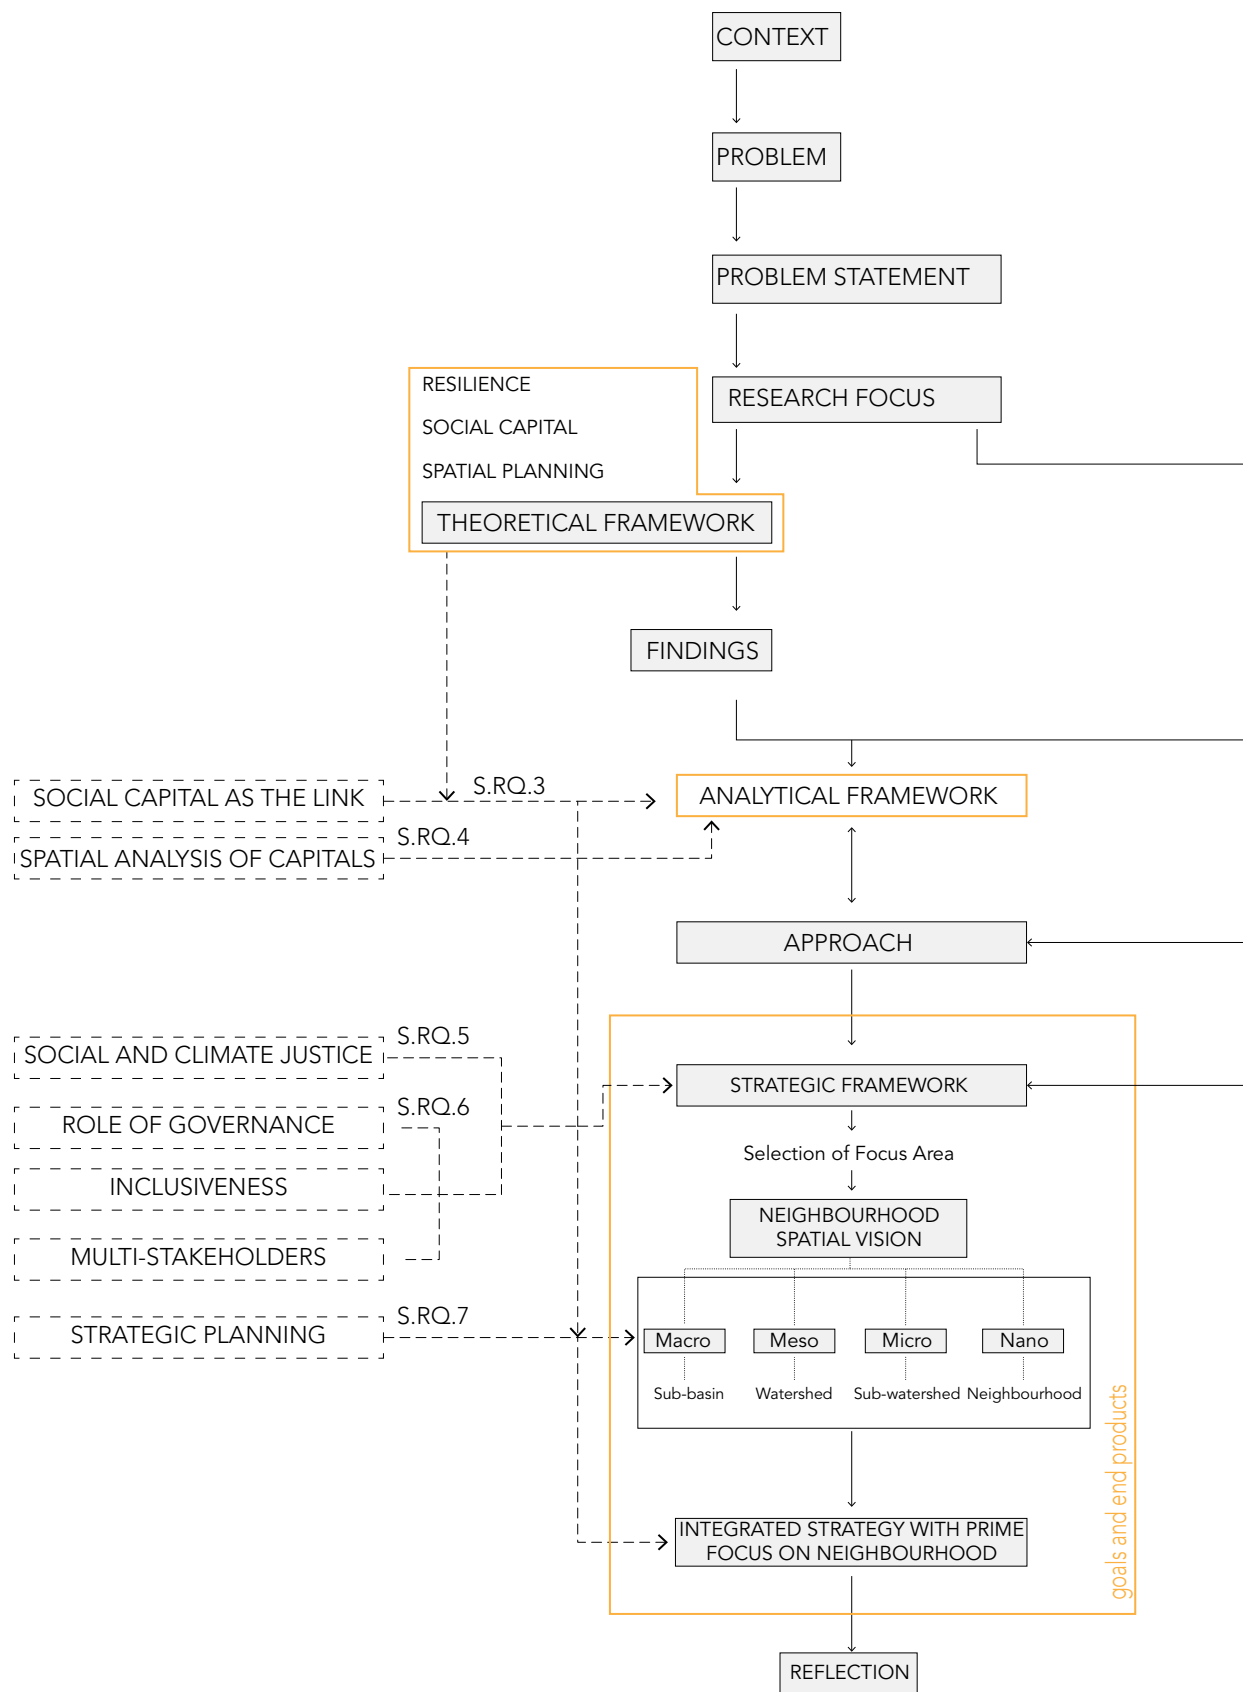 CONTEXT
PROBLEM
PROBLEM STATEMENT
RESILIENCE
RESEARCH FOCUS
SOCIAL CAPITAL
SPATIAL PLANNING
THEORETICAL FRAMEWORK
FINDINGS
S.RQ.3
SOCIAL CAPITAL AS THE LINK
ANALYTICAL FRAMEWORK
S.RQ.4
SPATIAL ANALYSIS OF CAPITALS
APPROACH
S.RQ.5
SOCIAL AND CLIMATE JUSTICE
STRATEGIC FRAMEWORK
S.RQ.6
ROLE OF GOVERNANCE
Selection of Focus Area
INCLUSIVENESS
NEIGHBOURHOOD
SPATIAL VISION
MULTI-STAKEHOLDERS
S.RQ.7
STRATEGIC PLANNING
Macro
Meso
Micro
Nano
Sub-basin
Watershed
Sub-watershed
Neighbourhood
goals and end products
INTEGRATED STRATEGY WITH PRIME
FOCUS ON NEIGHBOURHOOD
REFLECTION